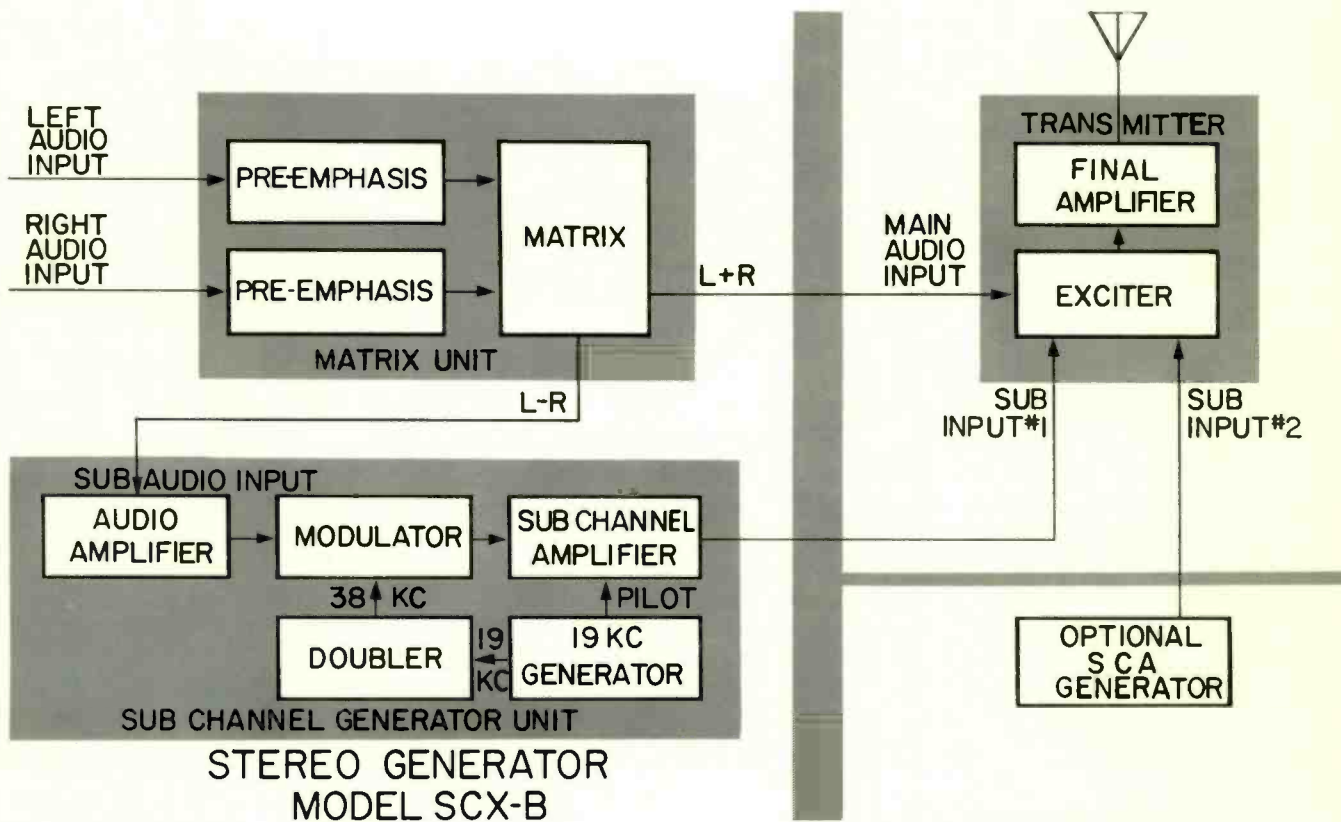 LEFT
AUDIO
INPUT
RIGHT
AUDIO
INPUT
PRE-EMPHASIS
PRE-EMPHASIS
MATRIX
MATRIX UNIT
L+R
L-R
MAIN
AUDIO
INPUT
TRANSMITTER
FINAL
AMPLIFIER
EXCITER
SUB
INPUT#1
SUB
INPUT#2
SUB AUDIO INPUT
AUDIO
AMPLIFIER
MODULATOR
SUB CHANNEL
AMPLIFIER
38 KC
PILOT
DOUBLER
19
KC
19 KC
GENERATOR
SUB CHANNEL GENERATOR UNIT
OPTIONAL
SCA
GENERATOR
STEREO GENERATOR
MODEL SCX-B